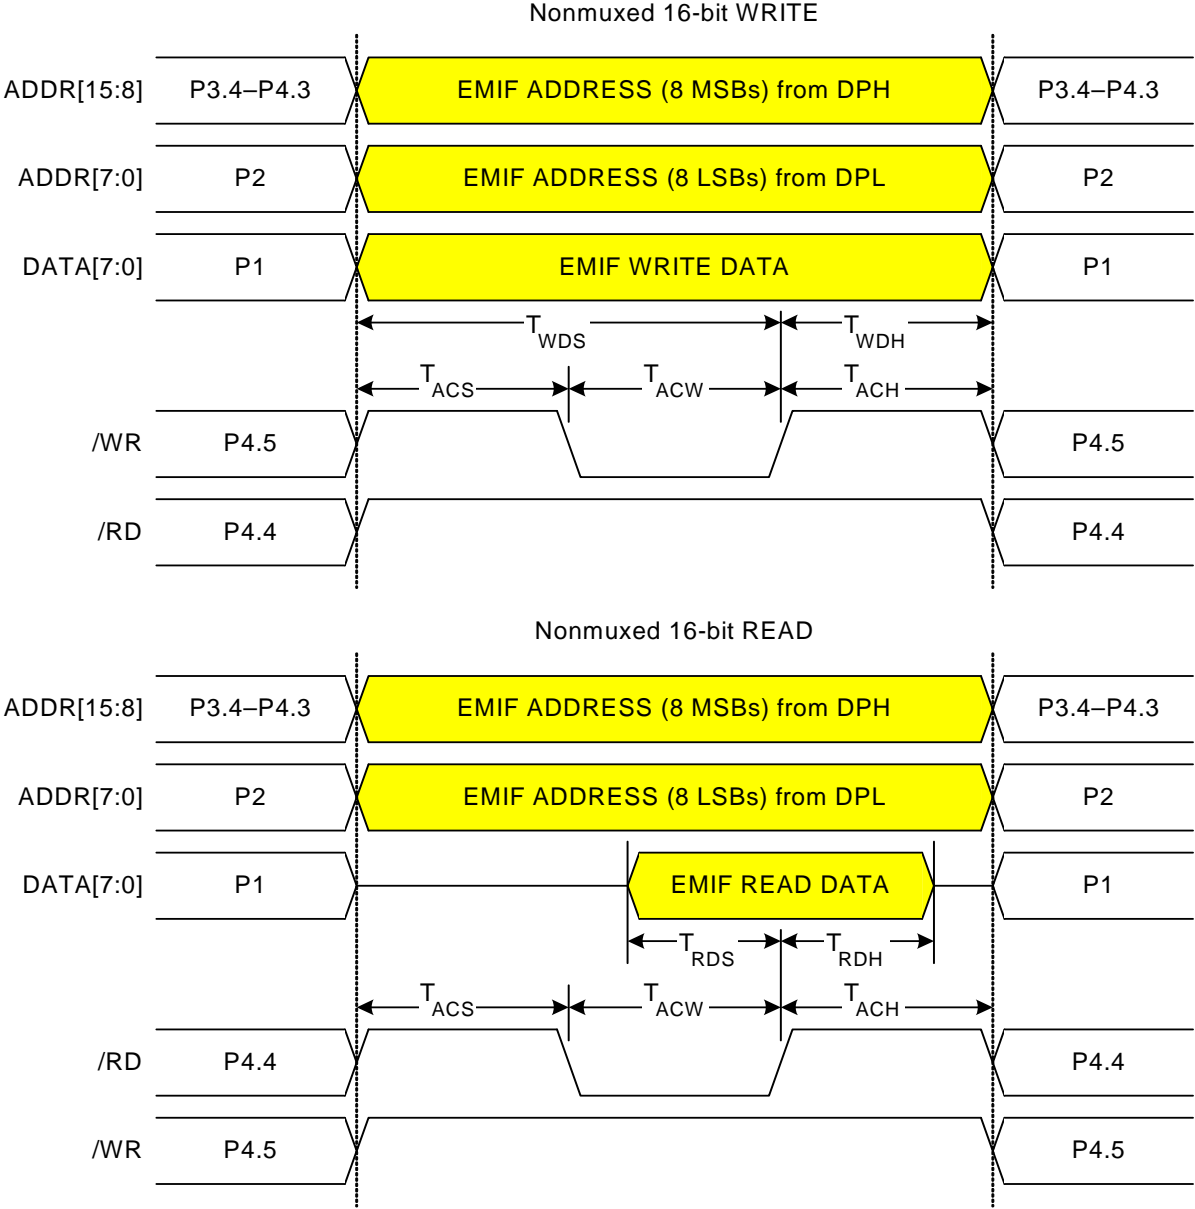 Nonmuxed 16-bit WRITE
ADDR[15:8] P3.4–P4.3 EMIF ADDRESS (8 MSBs) from DPH P3.4–P4.3
ADDR[7:0] P2 EMIF ADDRESS (8 LSBs) from DPL P2
DATA[7:0] P1 EMIF WRITE DATA P1
TWDS TWDH
TACS TACW TACH
/WR P4.5 P4.5
/RD P4.4 P4.4
Nonmuxed 16-bit READ
ADDR[15:8] P3.4–P4.3 EMIF ADDRESS (8 MSBs) from DPH P3.4–P4.3
ADDR[7:0] P2 EMIF ADDRESS (8 LSBs) from DPL P2
DATA[7:0] P1 EMIF READ DATA P1
TRDS TRDH
TACS TACW TACH
/RD P4.4 P4.4
/WR P4.5 P4.5